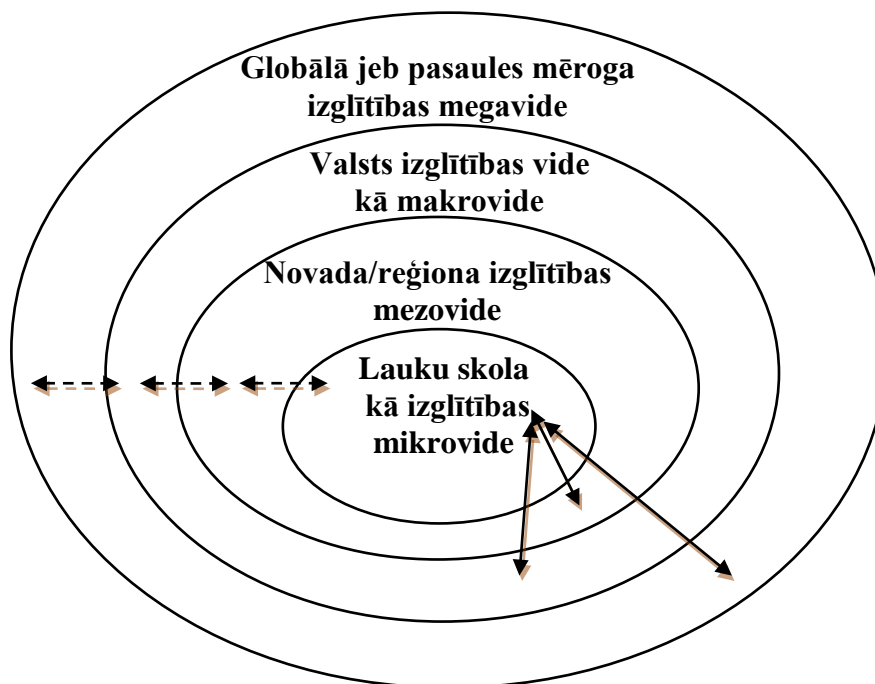 Globālā jeb pasaules mēroga
izglītības megavide
Valsts izglītības vide
kā makrovide
Novada/reģiona izglītības
mezovide
Lauku skola
kā izglītības
mikrovide